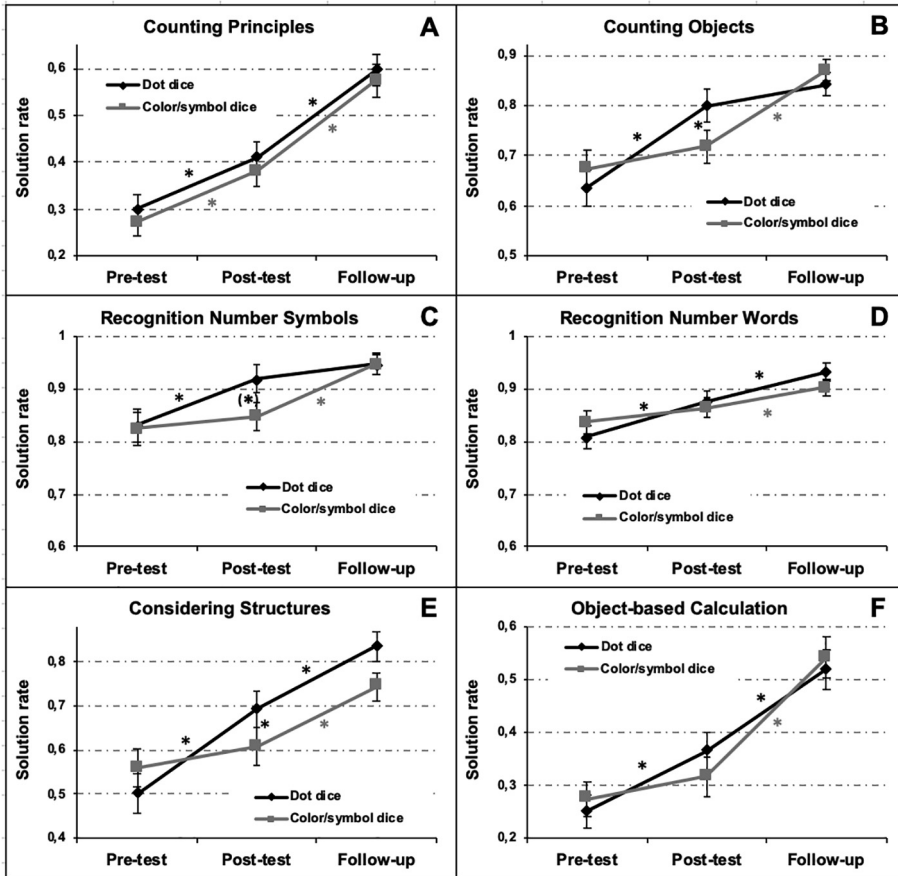 Counting Principles
A
Solution rate
0,6
0,5
0,4
0,3
0,2
Dot dice
Color/symbol dice
*
*
*
*
Pre-test Post-test Follow-up
Counting Objects
B
Solution rate
0,9
0,8
0,7
0,6
0,5
*
*
*
Dot dice
Color/symbol dice
Pre-test Post-test Follow-up
Recognition Number Symbols
C
Solution rate
1
0,9
0,8
0,7
0,6
*
(*)
*
Dot dice
Color/symbol dice
Pre-test Post-test Follow-up
Recognition Number Words
D
Solution rate
1
0,9
0,8
0,7
0,6
*
*
*
Dot dice
Color/symbol dice
Pre-test Post-test Follow-up
Considering Structures
E
Solution rate
0,8
0,7
0,6
0,5
0,4
*
*
*
*
Dot dice
Color/symbol dice
Pre-test Post-test Follow-up
Object-based Calculation
F
Solution rate
0,6
0,5
0,4
0,3
0,2
Dot dice
Color/symbol dice
*
*
*
Pre-test Post-test Follow-up